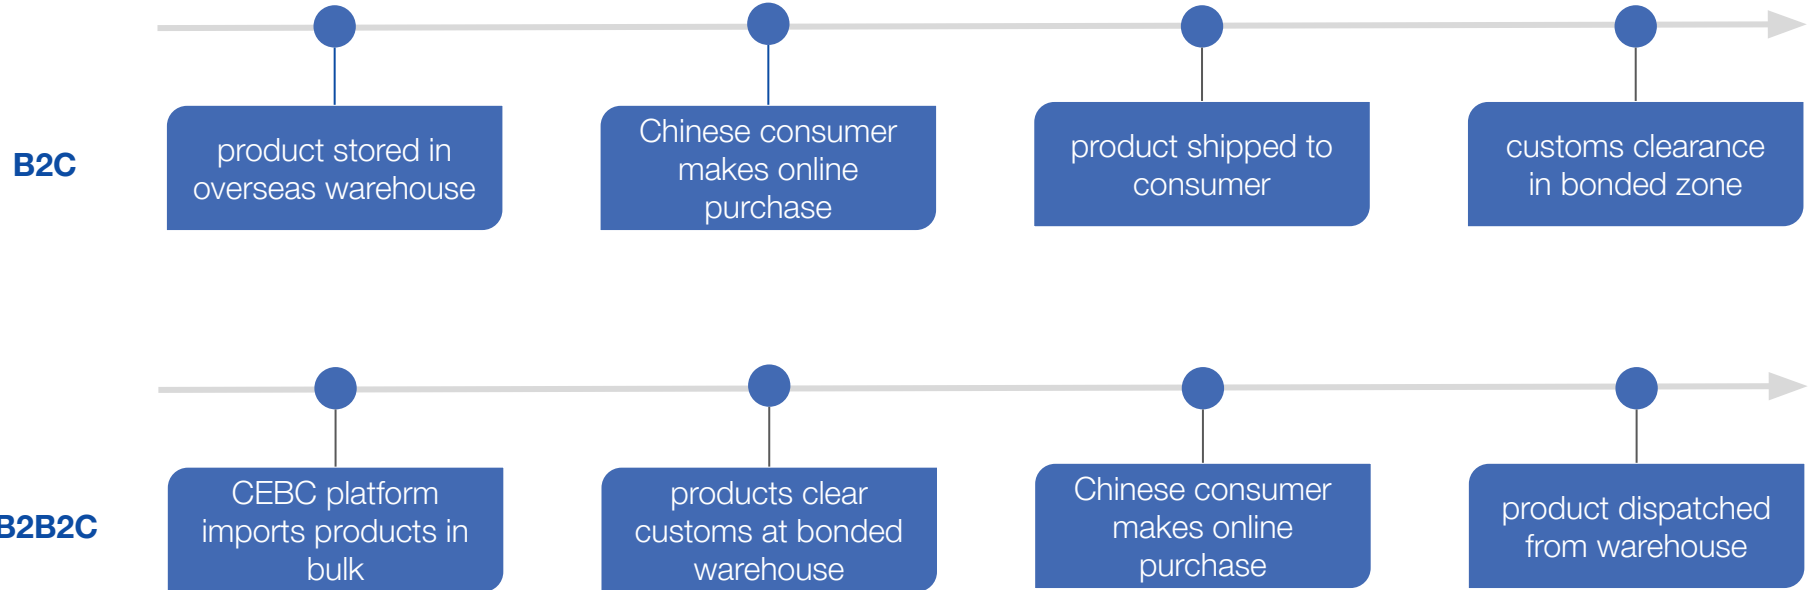 B2C
product stored in
overseas warehouse
Chinese consumer
makes online
purchase
product shipped to
consumer
customs clearance
in bonded zone
B2B2C
CEBC platform
imports products in
bulk
products clear
customs at bonded
warehouse
Chinese consumer
makes online
purchase
product dispatched
from warehouse